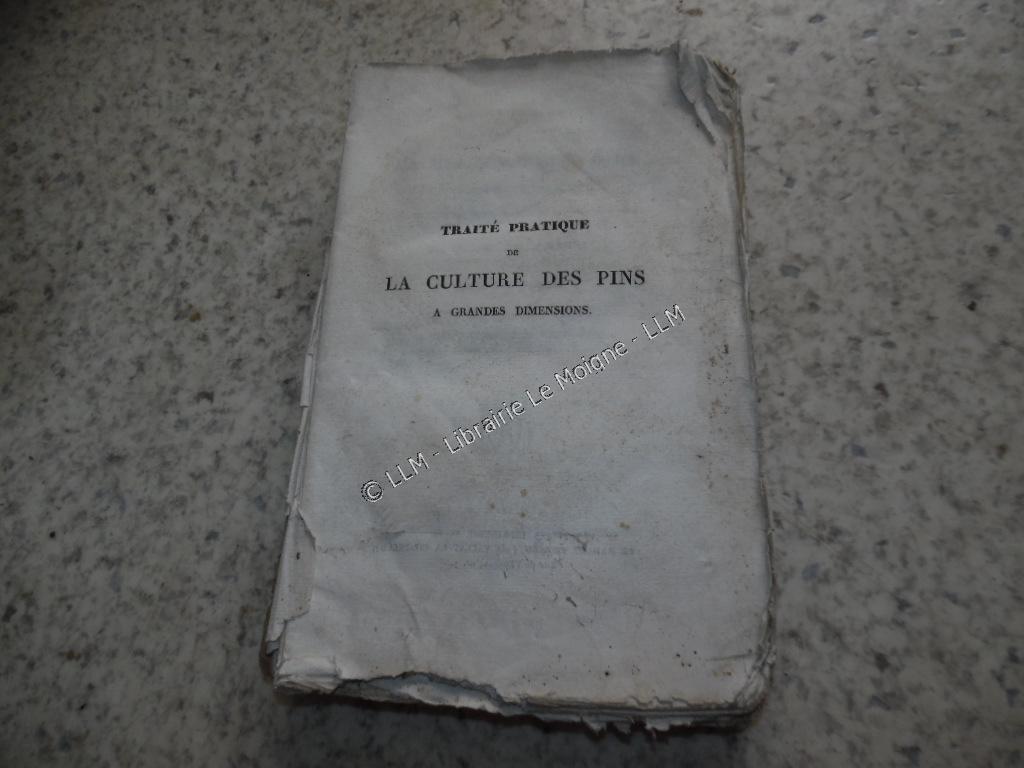 TRAITÉ PRATIQUE
DE
LA CULTURE DES PINS
A GRANDES DIMENSIONS.
© LLM - Librairie Le Moigne - LLM